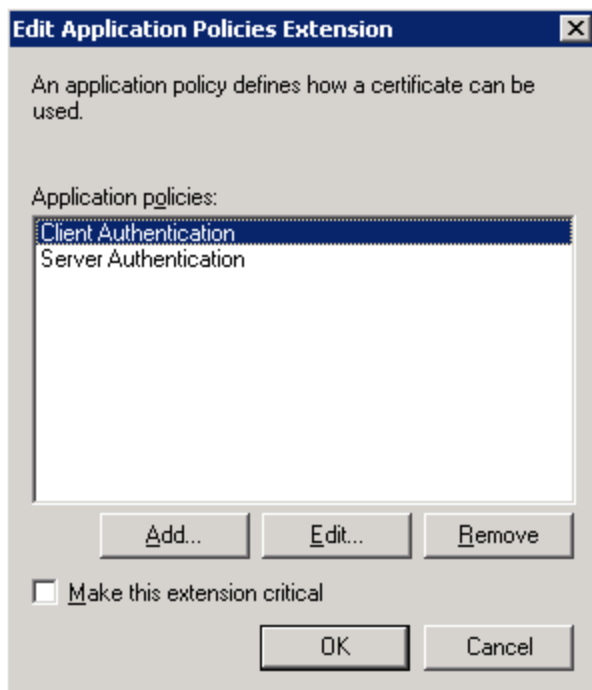 Edit Application Policies Extension
An application policy defines how a certificate can be
used.
Application policies:
Client Authentication
Server Authentication
Add... Edit... Remove
Make this extension critical
OK Cancel